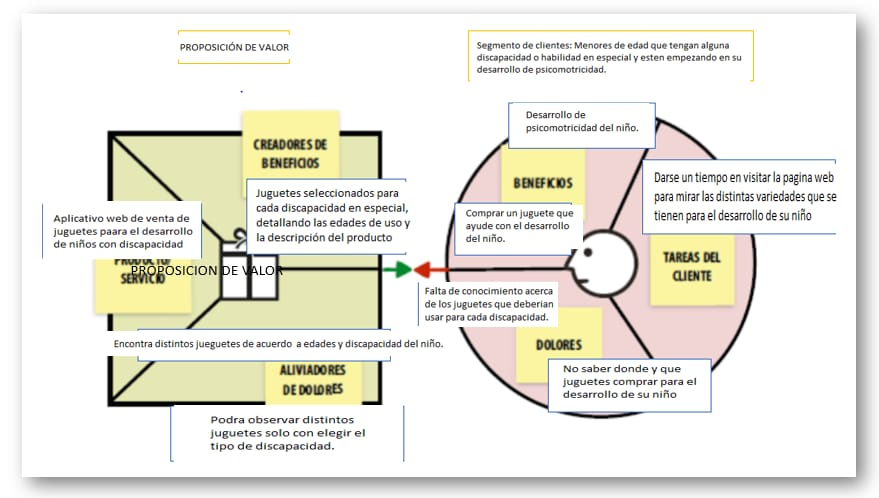 PROPOSICIÓN DE VALOR
Segmento de clientes: Menores de edad que tengan alguna
discapacidad o habilidad en especial y esten empezando en su
desarrollo de psicomotricidad.
CREADORES DE
BENEFICIOS
Juguetes seleccionados para
cada discapacidad en especial,
detallando las edades de uso y
la descripción del producto
Aplicativo web de venta de
juguetes paara el desarrollo
de niños con discapacidad
PRODUCTO/
SERVICIO
PROPOSICION DE VALOR
Encontra distintos jueguetes de acuerdo a edades y discapacidad del niño.
ALIVIADORES
DE DOLORES
Podra observar distintos
juguetes solo con elegir el
tipo de discapacidad.
Desarrollo de
psicomotricidad del niño.
BENEFICIOS
Comprar un juguete que
ayude con el desarrollo
del niño.
Darse un tiempo en visitar la pagina web
para mirar las distintas variedades que se
tienen para el desarrollo de su niño
TAREAS DEL
CLIENTE
Falta de conocimiento acerca
de los juguetes que deberian
usar para cada discapacidad.
DOLORES
No saber donde y que
juguetes comprar para el
desarrollo de su niño